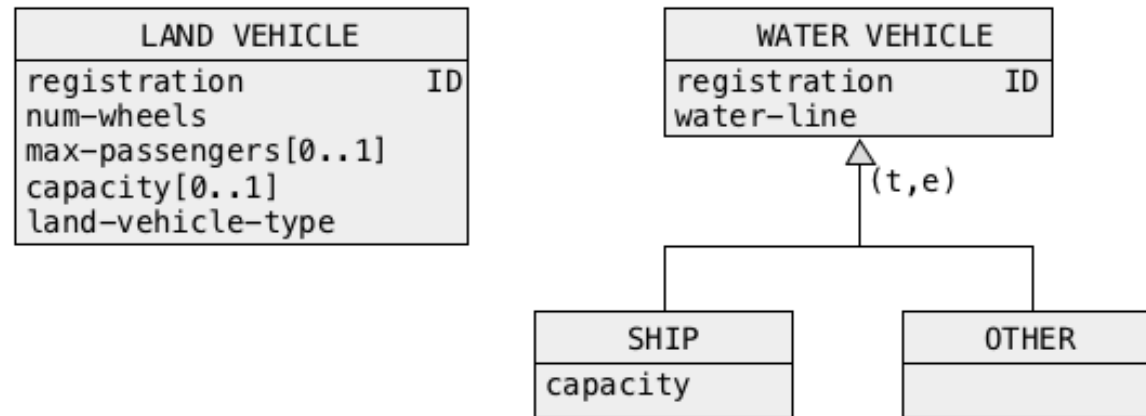 LAND VEHICLE
registration ID
num-wheels
max-passengers[0..1]
capacity[0..1]
land-vehicle-type
WATER VEHICLE
registration ID
water-line
(t,e)
SHIP
capacity
OTHER